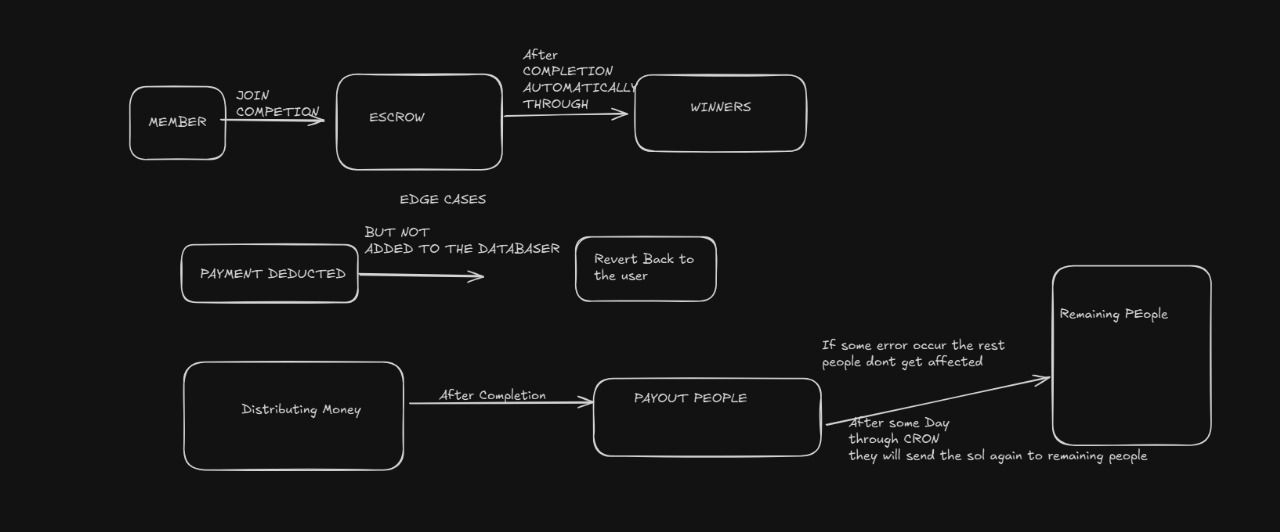 After
COMPLETION
AUTOMATICALLY
THROUGH
JOIN
COMPETION
MEMBER
ESCROW
WINNERS
EDGE CASES
BUT NOT
ADDED TO THE DATABASER
PAYMENT DEDUCTED
Revert Back to
the user
Remaining PEople
If some error occur the rest
people dont get affected
Distributing Money
After Completion
PAYOUT PEOPLE
After some Day
through CRON
they will send the sol again to remaining people